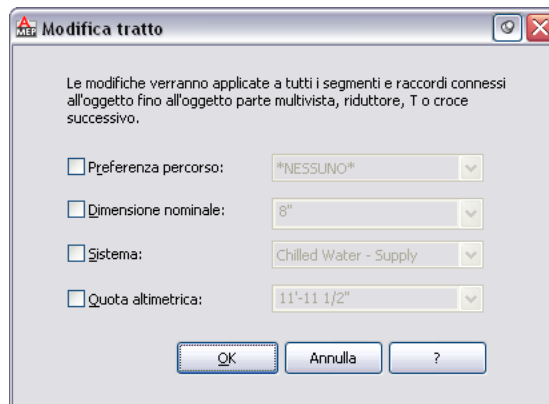 Modifica tratto
Le modifiche verranno applicate a tutti i segmenti e raccordi connessi
all'oggetto fino all'oggetto parte multivista, riduttore, T o croce
successivo.
Preferenza percorso: *NESSUNO*
Dimensione nominale: 8"
Sistema: Chilled Water - Supply
Quota altimetrica: 11'-11 1/2"
OK Annulla ?